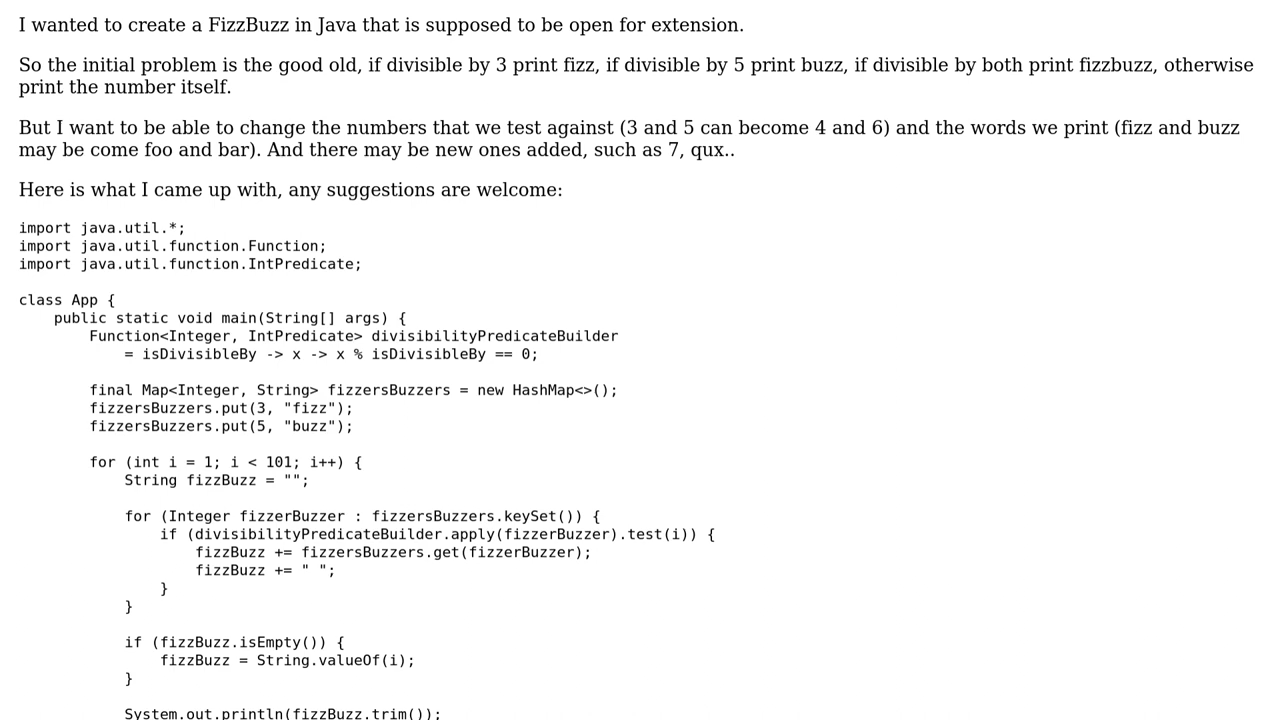 I wanted to create a FizzBuzz in Java that is supposed to be open for extension.
So the initial problem is the good old, if divisible by 3 print fizz, if divisible by 5 print buzz, if divisible by both print fizzbuzz, otherwise
print the number itself.
But I want to be able to change the numbers that we test against (3 and 5 can become 4 and 6) and the words we print (fizz and buzz
may be come foo and bar). And there may be new ones added, such as 7, qux..
Here is what I came up with, any suggestions are welcome:
import java.util.*;
import java.util.function.Function;
import java.util.function.IntPredicate;
class App {
    public static void main(String[] args) {
        Function<Integer, IntPredicate> divisibilityPredicateBuilder
            = isDivisibleBy -> x -> x % isDivisibleBy == 0;
        final Map<Integer, String> fizzersBuzzers = new HashMap<>();
        fizzersBuzzers.put(3, "fizz");
        fizzersBuzzers.put(5, "buzz");
        for (int i = 1; i < 101; i++) {
            String fizzBuzz = "";
            for (Integer fizzerBuzzer : fizzersBuzzers.keySet()) {
                if (divisibilityPredicateBuilder.apply(fizzerBuzzer).test(i)) {
                    fizzBuzz += fizzersBuzzers.get(fizzerBuzzer);
                    fizzBuzz += " ";
                }
            }
            if (fizzBuzz.isEmpty()) {
                fizzBuzz = String.valueOf(i);
            }
            System.out.println(fizzBuzz.trim());